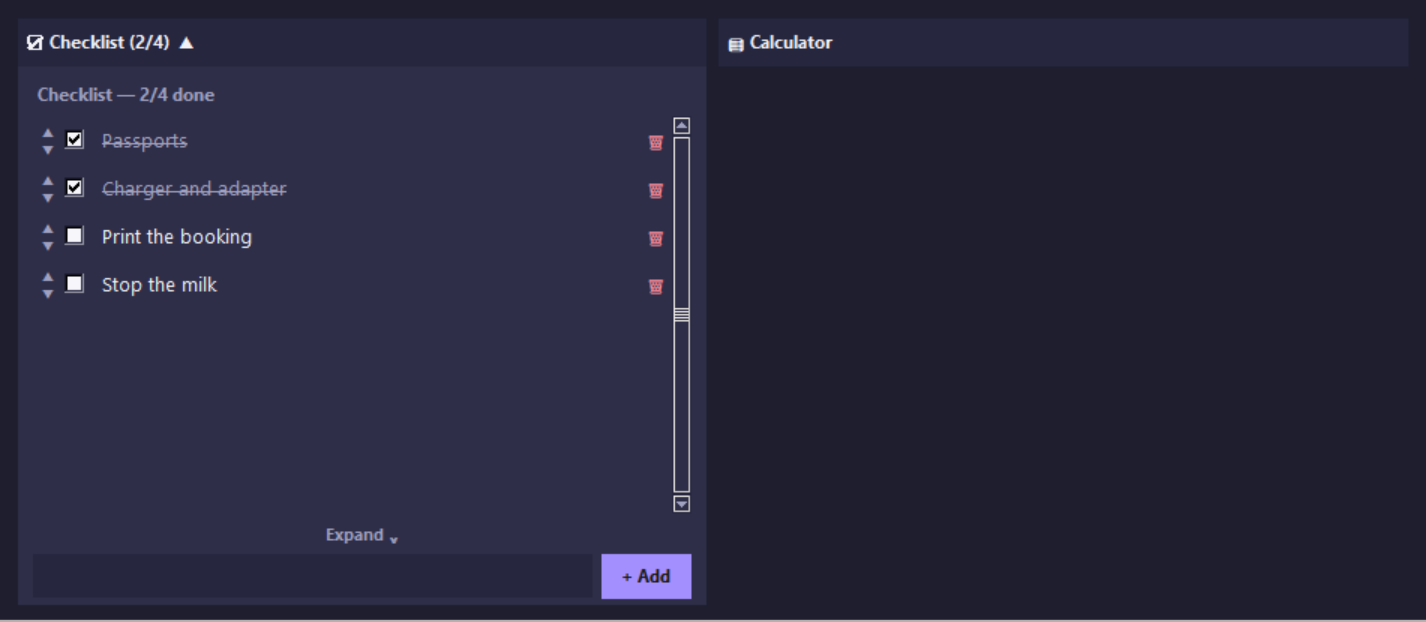 Checklist (2/4) ▲
Calculator
Checklist — 2/4 done
Passports
Charger and adapter
Print the booking
Stop the milk
Expand
+ Add